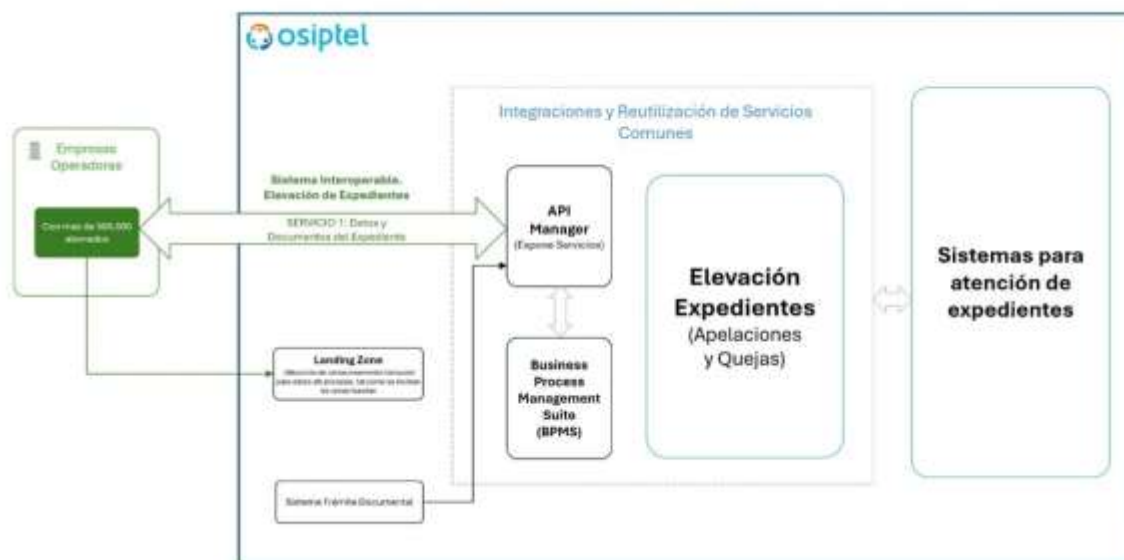 osiptel
Integraciones y Reutilización de Servicios
Comunes
Empresas
Operadoras
Con mas de 500,000
abonados
Sistema Interoperable.
Elevación de Expedientes
SERVICIO 1: Datos y
Documentos del Expediente
API
Manager
(Expone Servicios)
Elevación
Expedientes
(Apelaciones
y Quejas)
Sistemas para
atención de
expedientes
Landing Zone
Business
Process
Management
Suite
(BPMS)
Sistema Trámite Documental